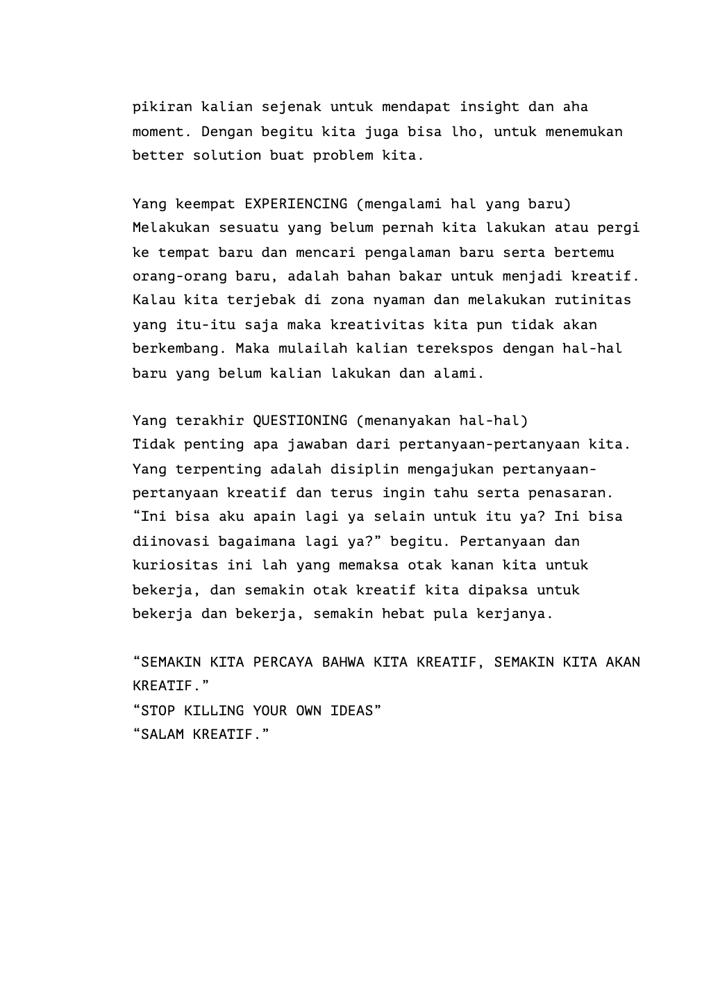 pikiran kalian sejenak untuk mendapat insight dan aha
moment. Dengan begitu kita juga bisa lho, untuk menemukan
better solution buat problem kita.
Yang keempat EXPERIENCING (mengalami hal yang baru)
Melakukan sesuatu yang belum pernah kita lakukan atau pergi
ke tempat baru dan mencari pengalaman baru serta bertemu
orang-orang baru, adalah bahan bakar untuk menjadi kreatif.
Kalau kita terjebak di zona nyaman dan melakukan rutinitas
yang itu-itu saja maka kreativitas kita pun tidak akan
berkembang. Maka mulailah kalian terekspos dengan hal-hal
baru yang belum kalian lakukan dan alami.
Yang terakhir QUESTIONING (menanyakan hal-hal)
Tidak penting apa jawaban dari pertanyaan-pertanyaan kita.
Yang terpenting adalah disiplin mengajukan pertanyaan-
pertanyaan kreatif dan terus ingin tahu serta penasaran.
“Ini bisa aku apain lagi ya selain untuk itu ya? Ini bisa
diinovasi bagaimana lagi ya?” begitu. Pertanyaan dan
kuriositas ini lah yang memaksa otak kanan kita untuk
bekerja, dan semakin otak kreatif kita dipaksa untuk
bekerja dan bekerja, semakin hebat pula kerjanya.
“SEMAKIN KITA PERCAYA BAHWA KITA KREATIF, SEMAKIN KITA AKAN
KREATIF.”
“STOP KILLING YOUR OWN IDEAS”
“SALAM KREATIF.”